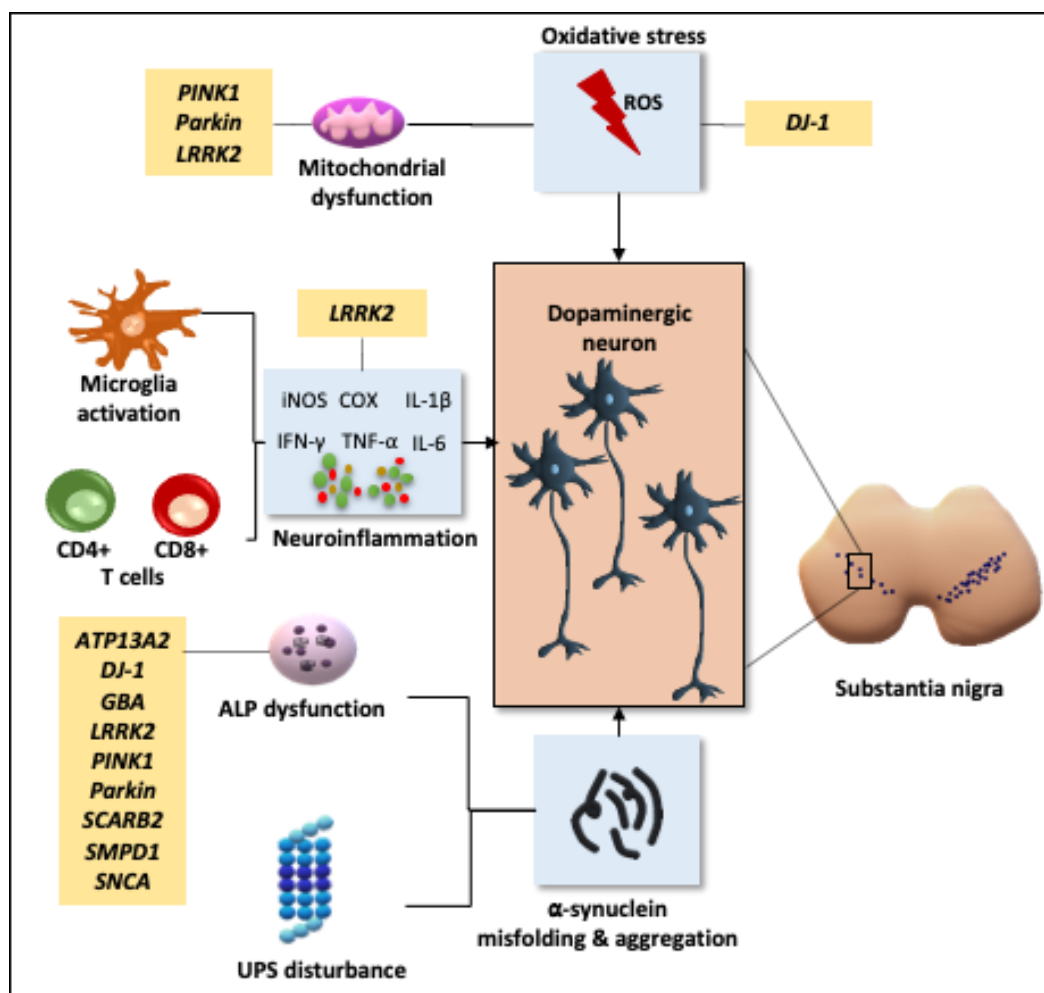 Oxidative stress
ROS
PINK1
Parkin
LRRK2
Mitochondrial
dysfunction
DJ-1
LRRK2
Microglia
activation
iNOS COX IL-1β
IFN-γ TNF-α IL-6
Neuroinflammation
CD4+ CD8+
T cells
Dopaminergic
neuron
Substantia nigra
ATP13A2
DJ-1
GBA
LRRK2
PINK1
Parkin
SCARB2
SMPD1
SNCA
ALP dysfunction
UPS disturbance
α-synuclein
misfolding & aggregation